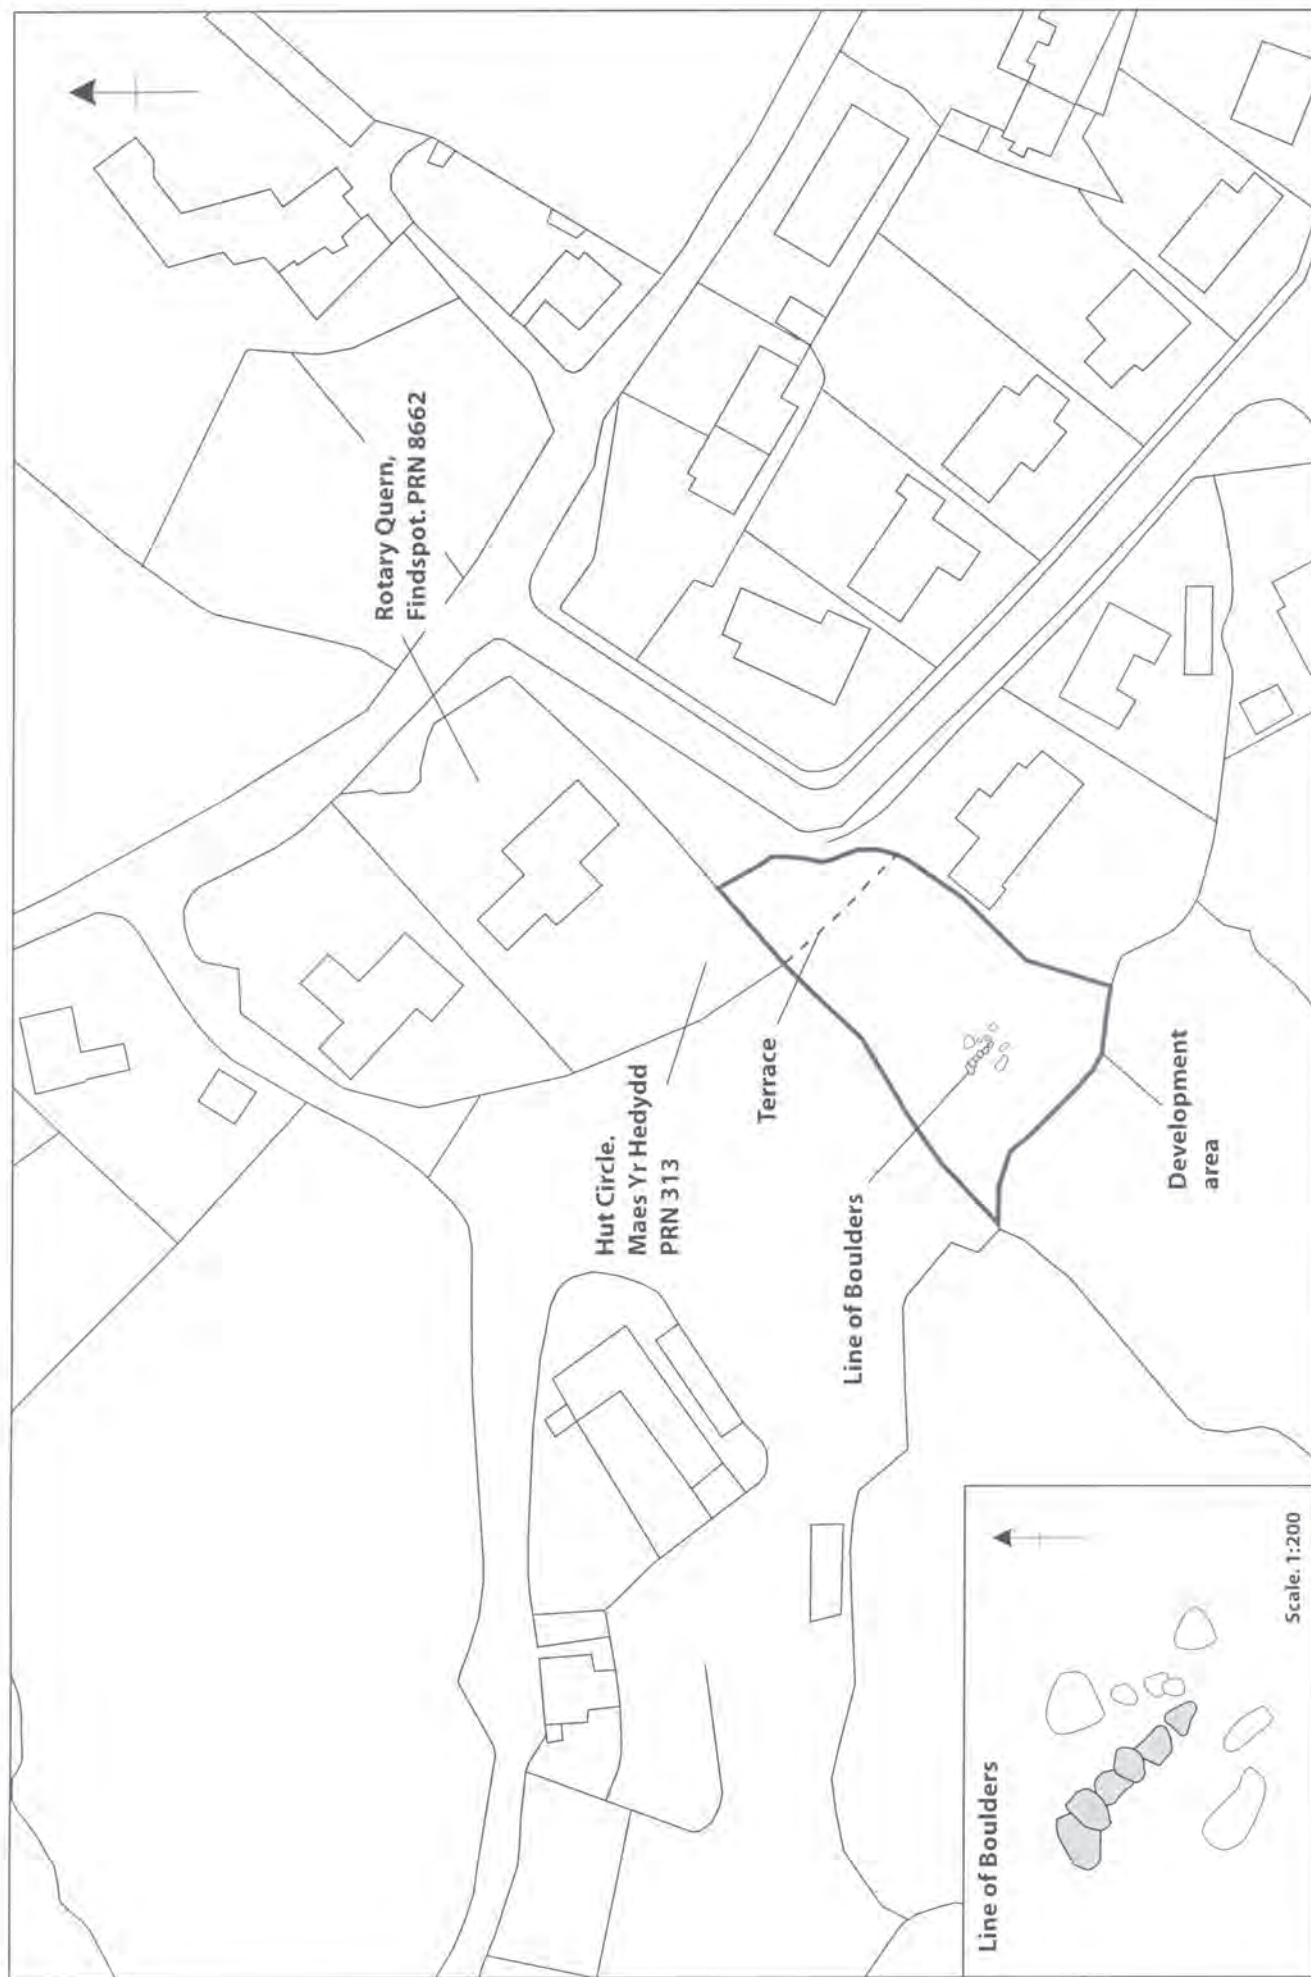 Rotary Quern,
Findspot. PRN 8662
Hut Circle.
Maes Yr Hedydd
PRN 313
Terrace
Line of Boulders
Development
area
Line of Boulders
Scale. 1:200